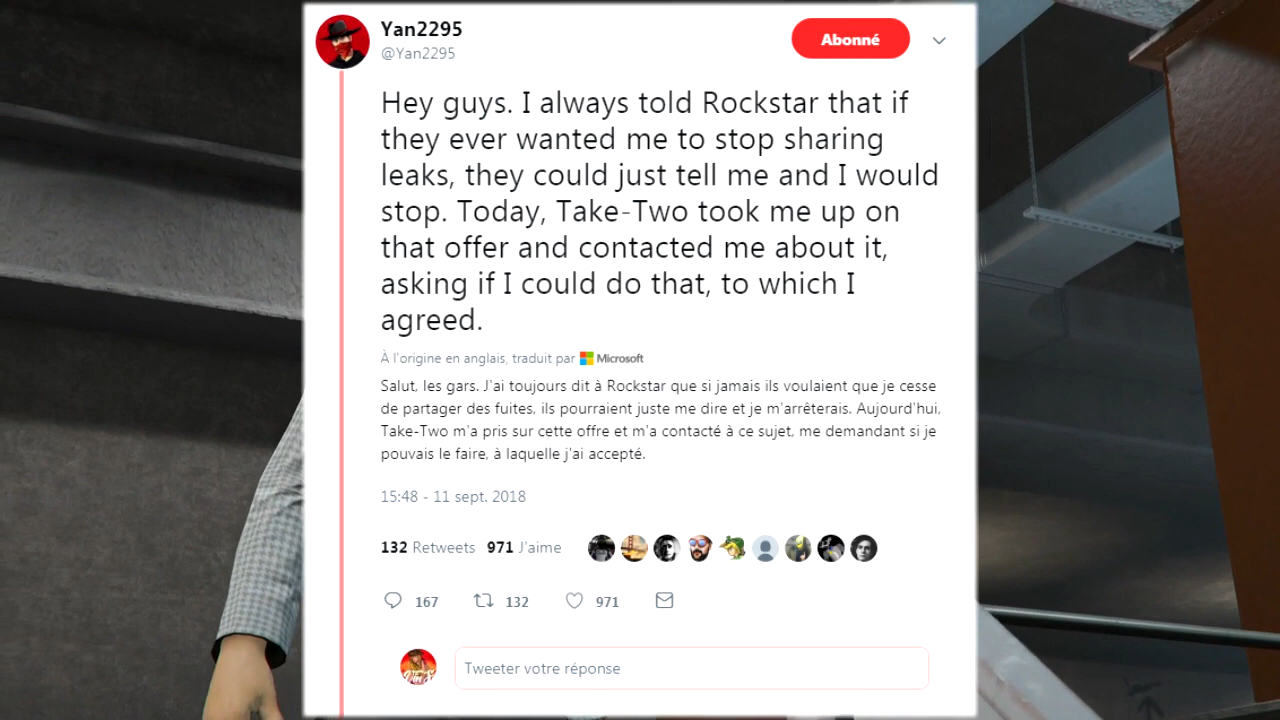 Yan2295
@Yan2295
Abonné
Hey guys. I always told Rockstar that if
they ever wanted me to stop sharing
leaks, they could just tell me and I would
stop. Today, Take-Two took me up on
that offer and contacted me about it,
asking if I could do that, to which I
agreed.
À l'origine en anglais, traduit par Microsoft
Salut, les gars. J'ai toujours dit à Rockstar que si jamais ils voulaient que je cesse
de partager des fuites, ils pourraient juste me dire et je m'arrêterais. Aujourd'hui,
Take-Two m'a pris sur cette offre et m'a contacté à ce sujet, me demandant si je
pouvais le faire, à laquelle j'ai accepté.
15:48 - 11 sept. 2018
132 Retweets 971 J'aime
167 132 971
Tweeter votre réponse